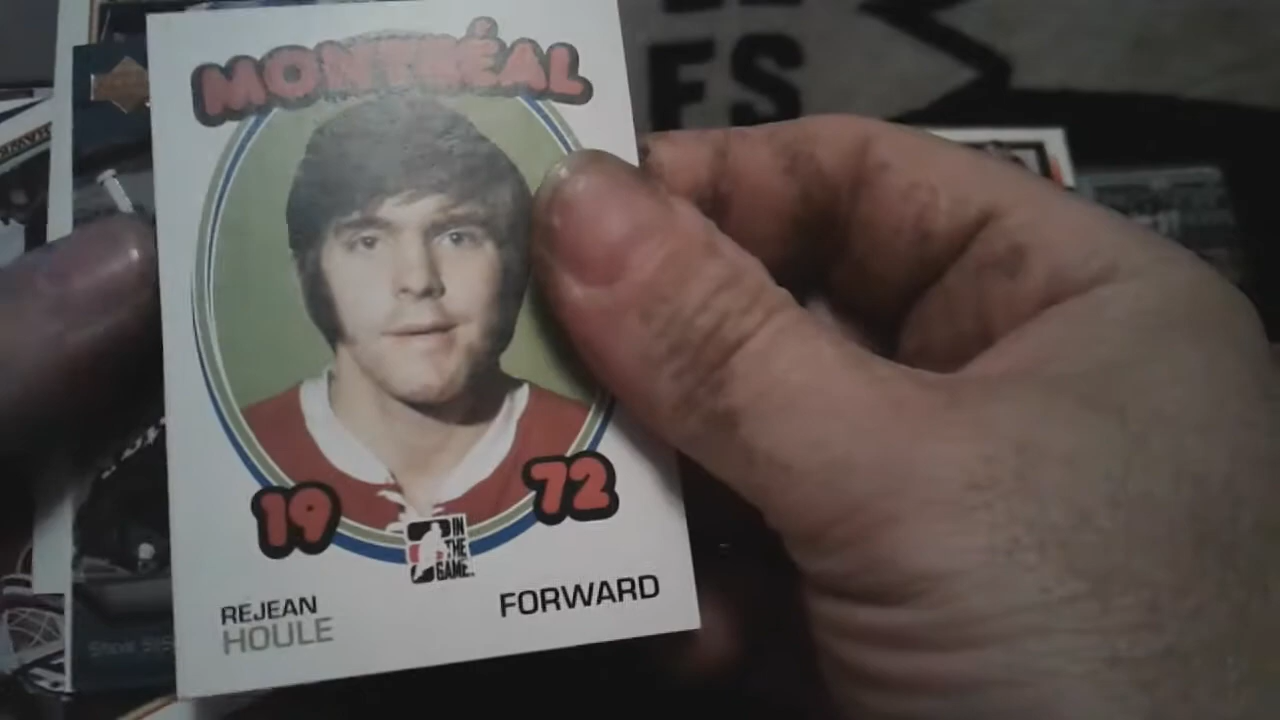 MONTRÉAL
19 72
IN
THE
GAME.
REJEAN
HOULE
FORWARD
FS